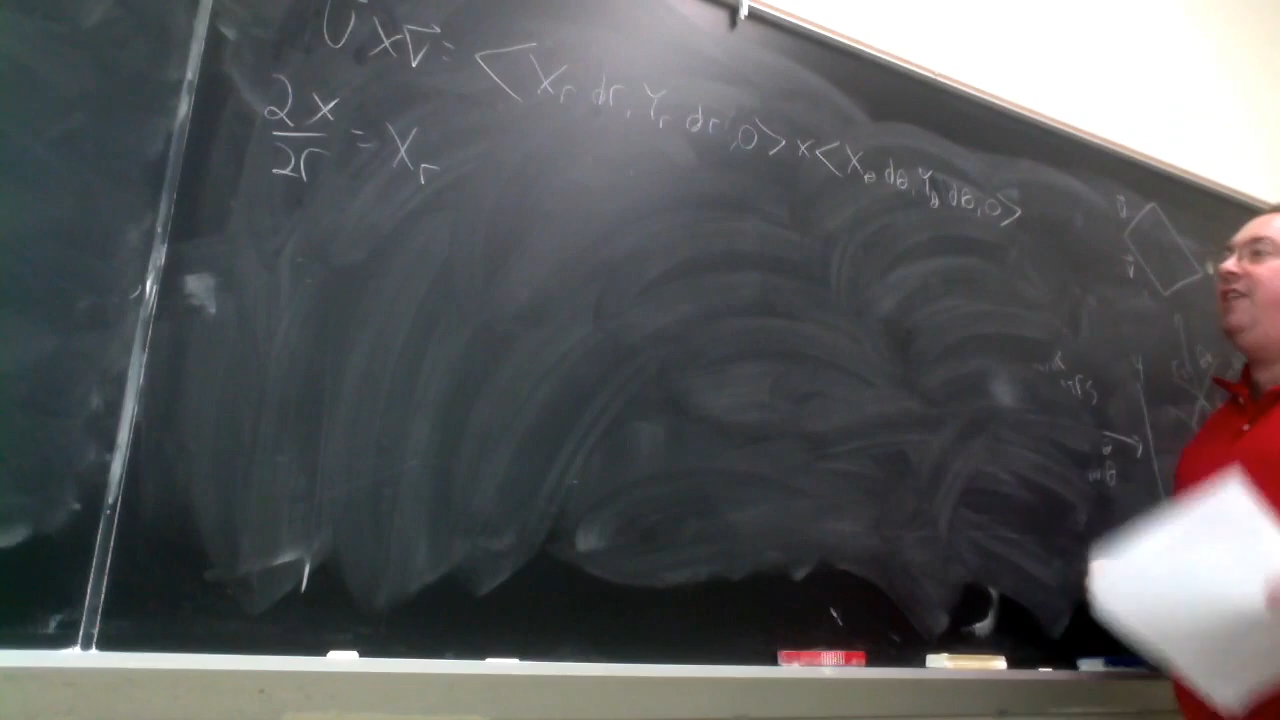 U⃗ × V⃗ = < X_r dr, Y_r dr, 0 > × < X_θ dθ, Y_θ dθ, 0 >
∂x/∂r = X_r
U⃗
V⃗